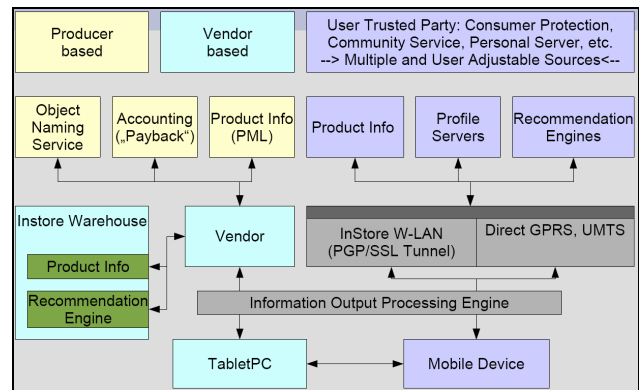 Producer
based
Vendor
based
User Trusted Party: Consumer Protection,
Community Service, Personal Server, etc.
--> Multiple and User Adjustable Sources<--
Object
Naming
Service
Accounting
(„Payback“)
Product Info
(PML)
Product Info
Profile
Servers
Recommendation
Engines
Instore Warehouse
Product Info
Recommendation
Engine
Vendor
InStore W-LAN
(PGP/SSL Tunnel)
Direct GPRS, UMTS
Information Output Processing Engine
TabletPC
Mobile Device